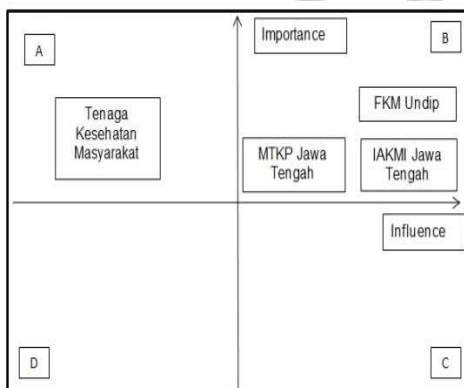 A
Importance
B
Tenaga
Kesehatan
Masyarakat
FKM Undip
MTKP Jawa
Tengah
IAKMI Jawa
Tengah
Influence
D
C